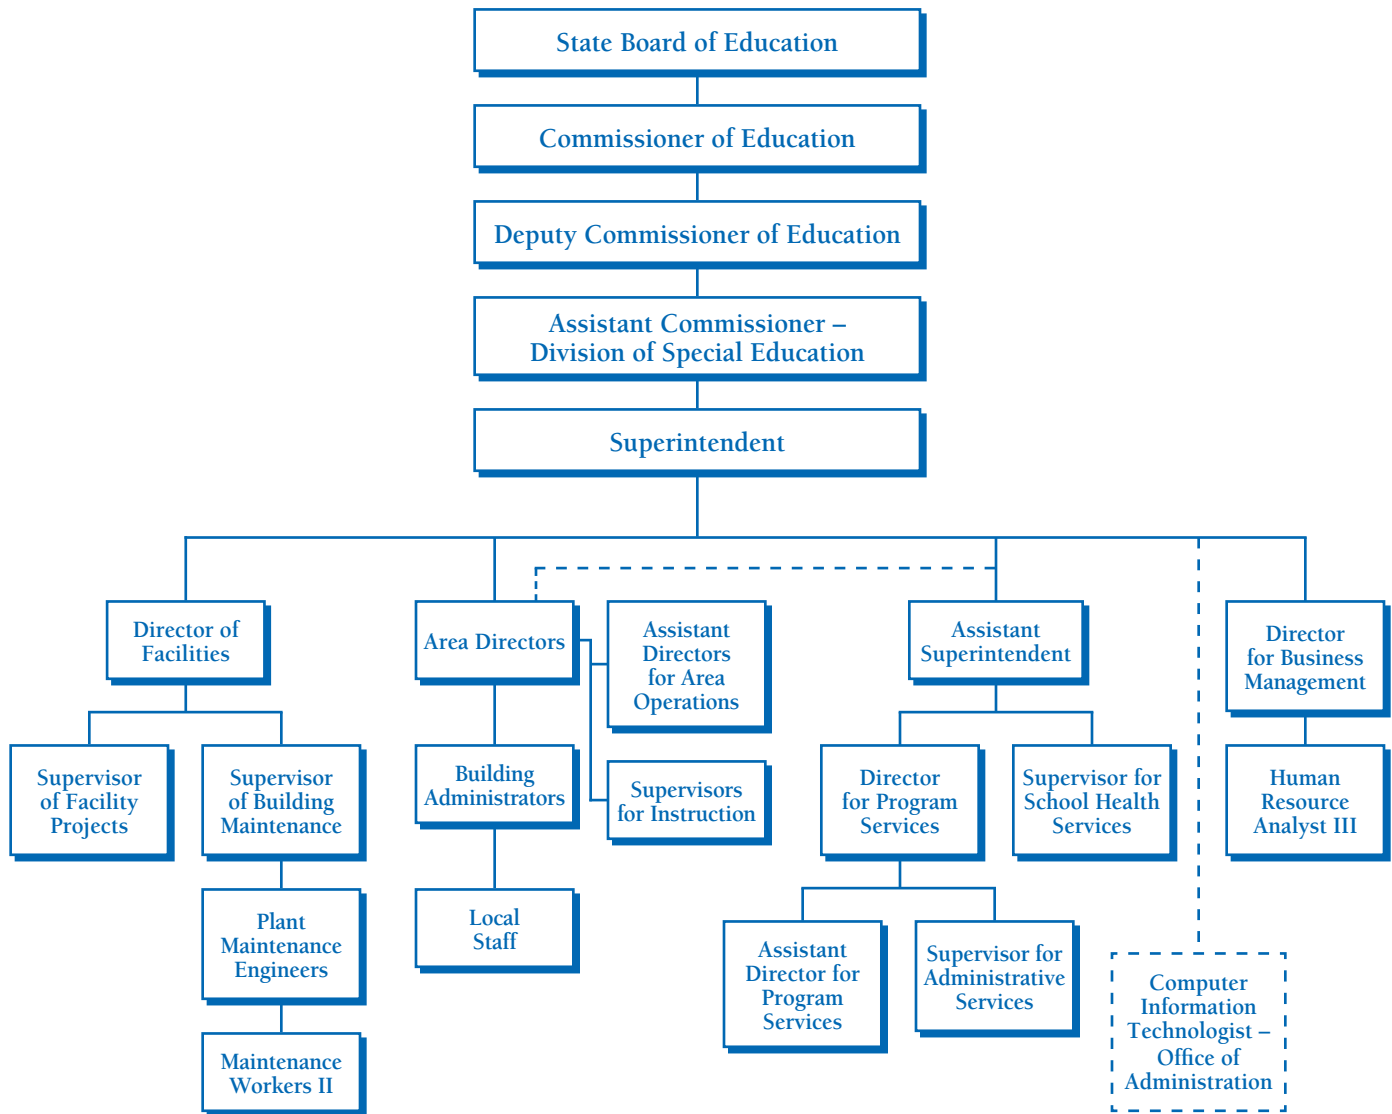 State Board of Education
Commissioner of Education
Deputy Commissioner of Education
Assistant Commissioner –
Division of Special Education
Superintendent
Director of
Facilities
Area Directors
Assistant
Directors
for Area
Operations
Assistant
Superintendent
Director
for Business
Management
Supervisor
of Facility
Projects
Supervisor
of Building
Maintenance
Building
Administrators
Supervisors
for Instruction
Director
for Program
Services
Supervisor for
School Health
Services
Human
Resource
Analyst III
Plant
Maintenance
Engineers
Local
Staff
Assistant
Director for
Program
Services
Supervisor for
Administrative
Services
Computer
Information
Technologist –
Office of
Administration
Maintenance
Workers II